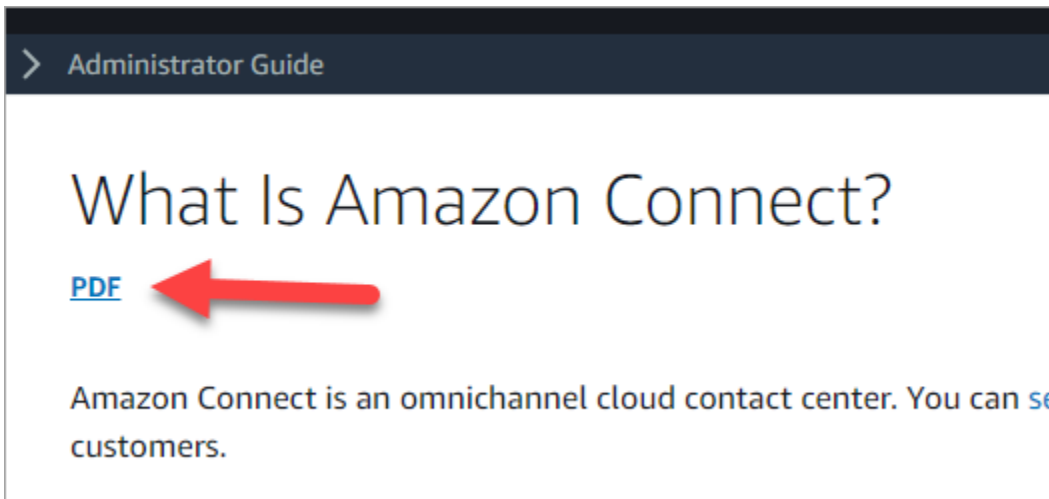 Administrator Guide
What Is Amazon Connect?
PDF
Amazon Connect is an omnichannel cloud contact center. You can
customers.